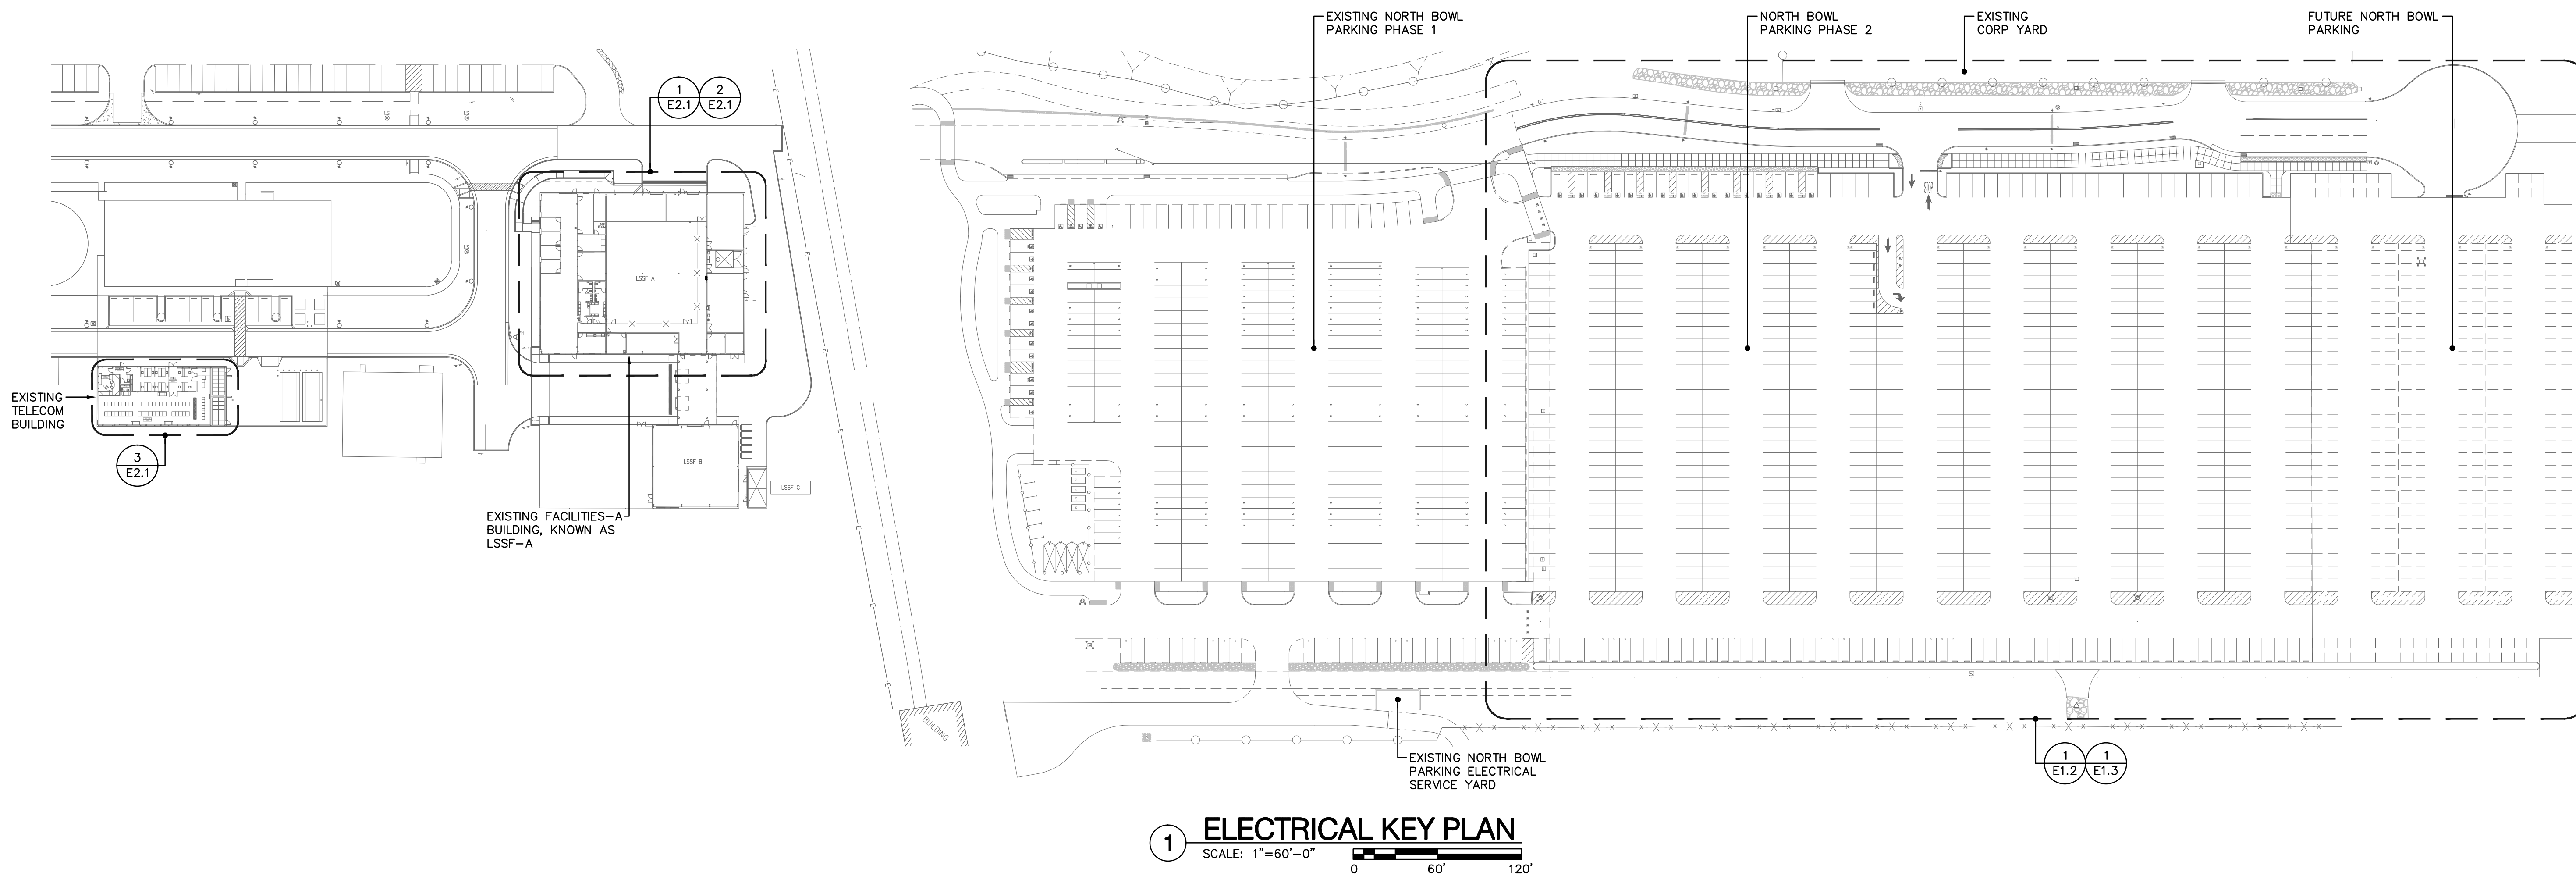 EXISTING NORTH BOWL
PARKING PHASE 1
NORTH BOWL
PARKING PHASE 2
EXISTING
CORP YARD
FUTURE NORTH BOWL
PARKING
1
E2.1
2
E2.1
STOP
LSSF A
EXISTING
TELECOM
BUILDING
3
E2.1
LSSF B
LSSF C
EXISTING FACILITIES-A
BUILDING, KNOWN AS
LSSF-A
E
E
E
E
E
E
E
E
E
BUILDING
EXISTING NORTH BOWL
PARKING ELECTRICAL
SERVICE YARD
1
E1.2
1
E1.3
1
ELECTRICAL KEY PLAN
SCALE: 1"=60'-0"
0 60' 120'